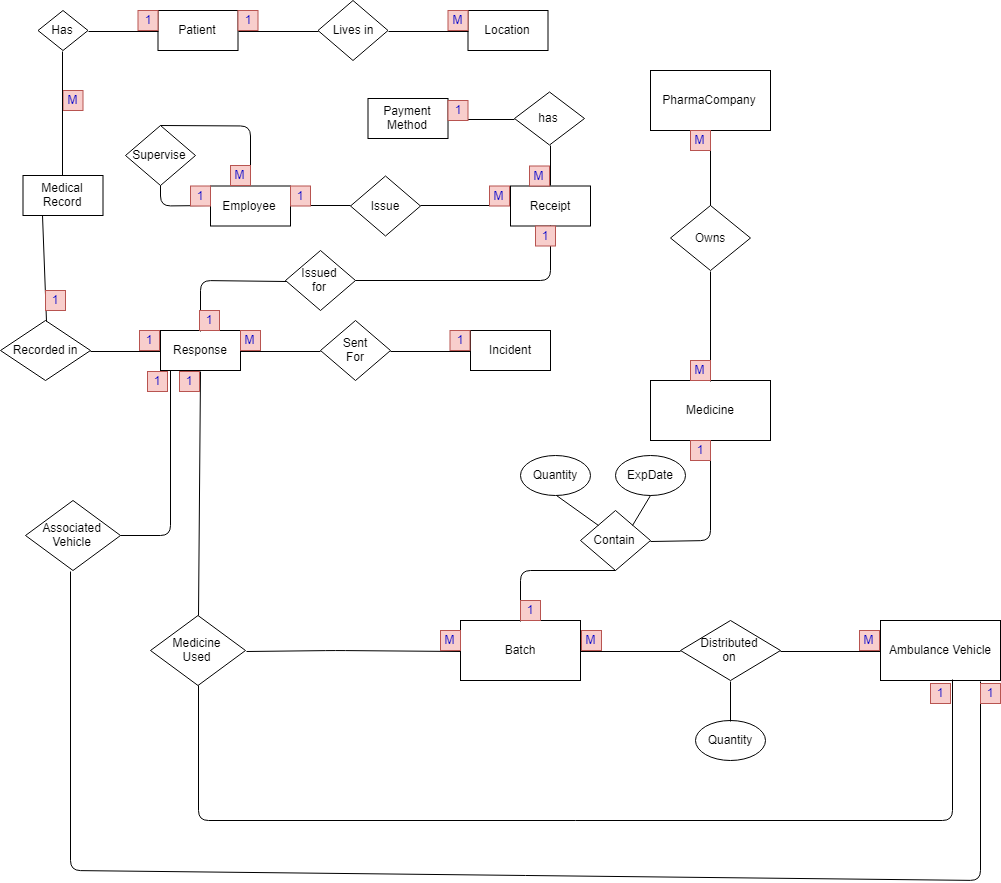 Has
1
Patient
1
Lives in
M
Location
M
Payment
Method
1
has
PharmaCompany
M
Supervise
M
M
Medical
Record
1
Employee
1
Issue
M
Receipt
1
Owns
Issued
for
1
1
Recorded in
1
Response
M
Sent
For
1
Incident
M
1
1
Medicine
1
Quantity
ExpDate
Associated
Vehicle
Contain
1
Medicine
Used
M
Batch
M
Distributed
on
M
Ambulance Vehicle
1
1
Quantity